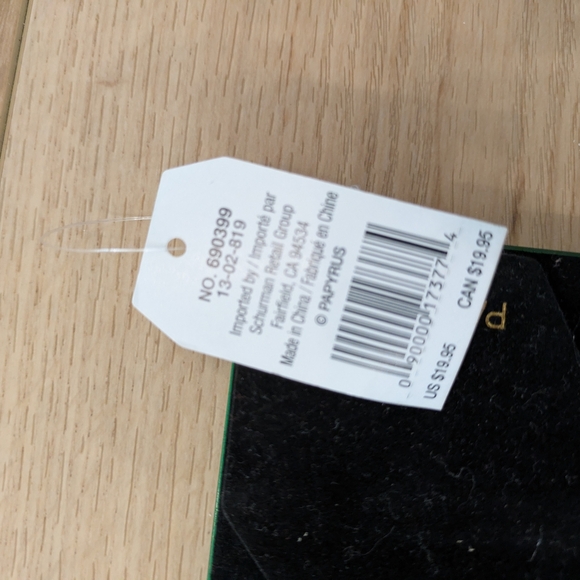 NO. 690399
13-02-819
Imported by / Importé par
Schurman Retail Group
Fairfield, CA 94534
Made in China / Fabriqué en Chine
© PAPYRUS
0 90000 17377 4
US $19.95 CAN $19.95